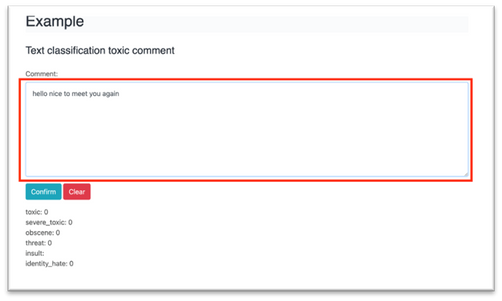 Example
Text classification toxic comment
Comment:
hello nice to meet you again
Confirm Clear
toxic: 0
severe_toxic: 0
obscene: 0
threat: 0
insult:
identity_hate: 0